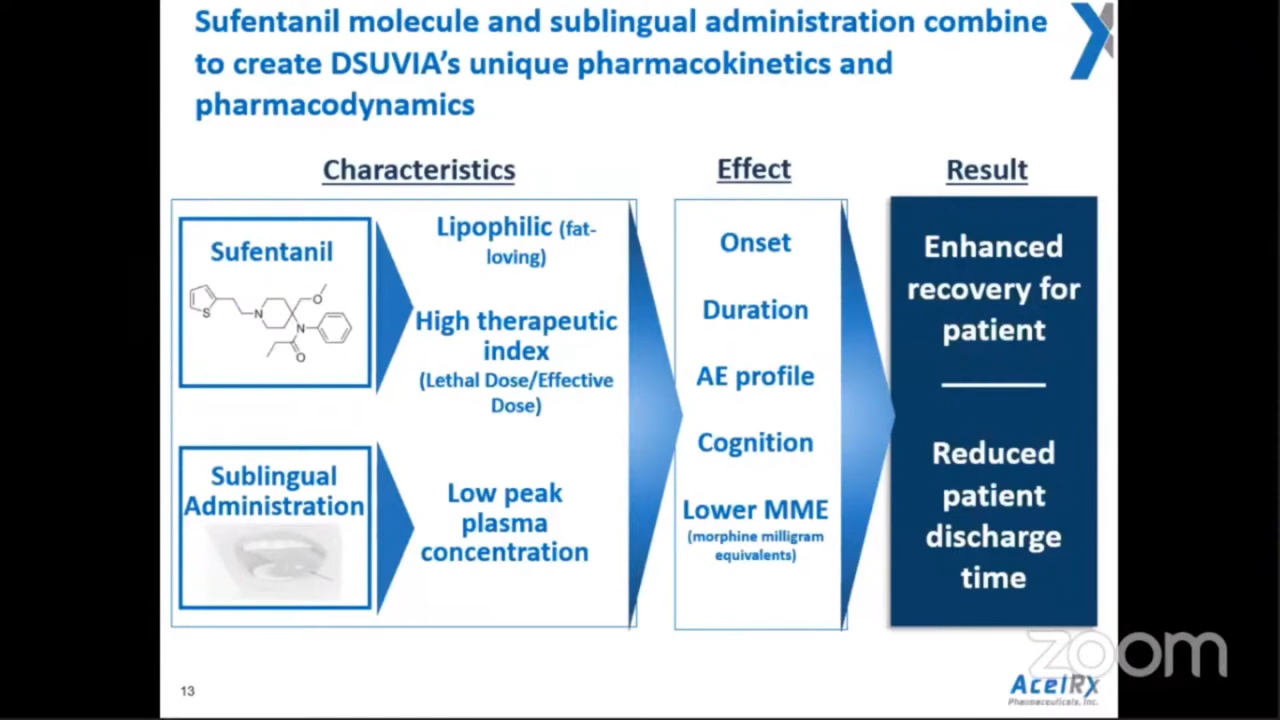 Sufentanil molecule and sublingual administration combine
to create DSUVIA's unique pharmacokinetics and
pharmacodynamics
Characteristics
Effect
Result
Sufentanil
S
N
O
N
O
Lipophilic (fat-
loving)
High therapeutic
index
(Lethal Dose/Effective
Dose)
Sublingual
Administration
Low peak
plasma
concentration
Onset
Duration
AE profile
Cognition
Lower MME
(morphine milligram
equivalents)
Enhanced
recovery for
patient
Reduced
patient
discharge
time
zoom
13
AcelRx
Pharmaceuticals, Inc.